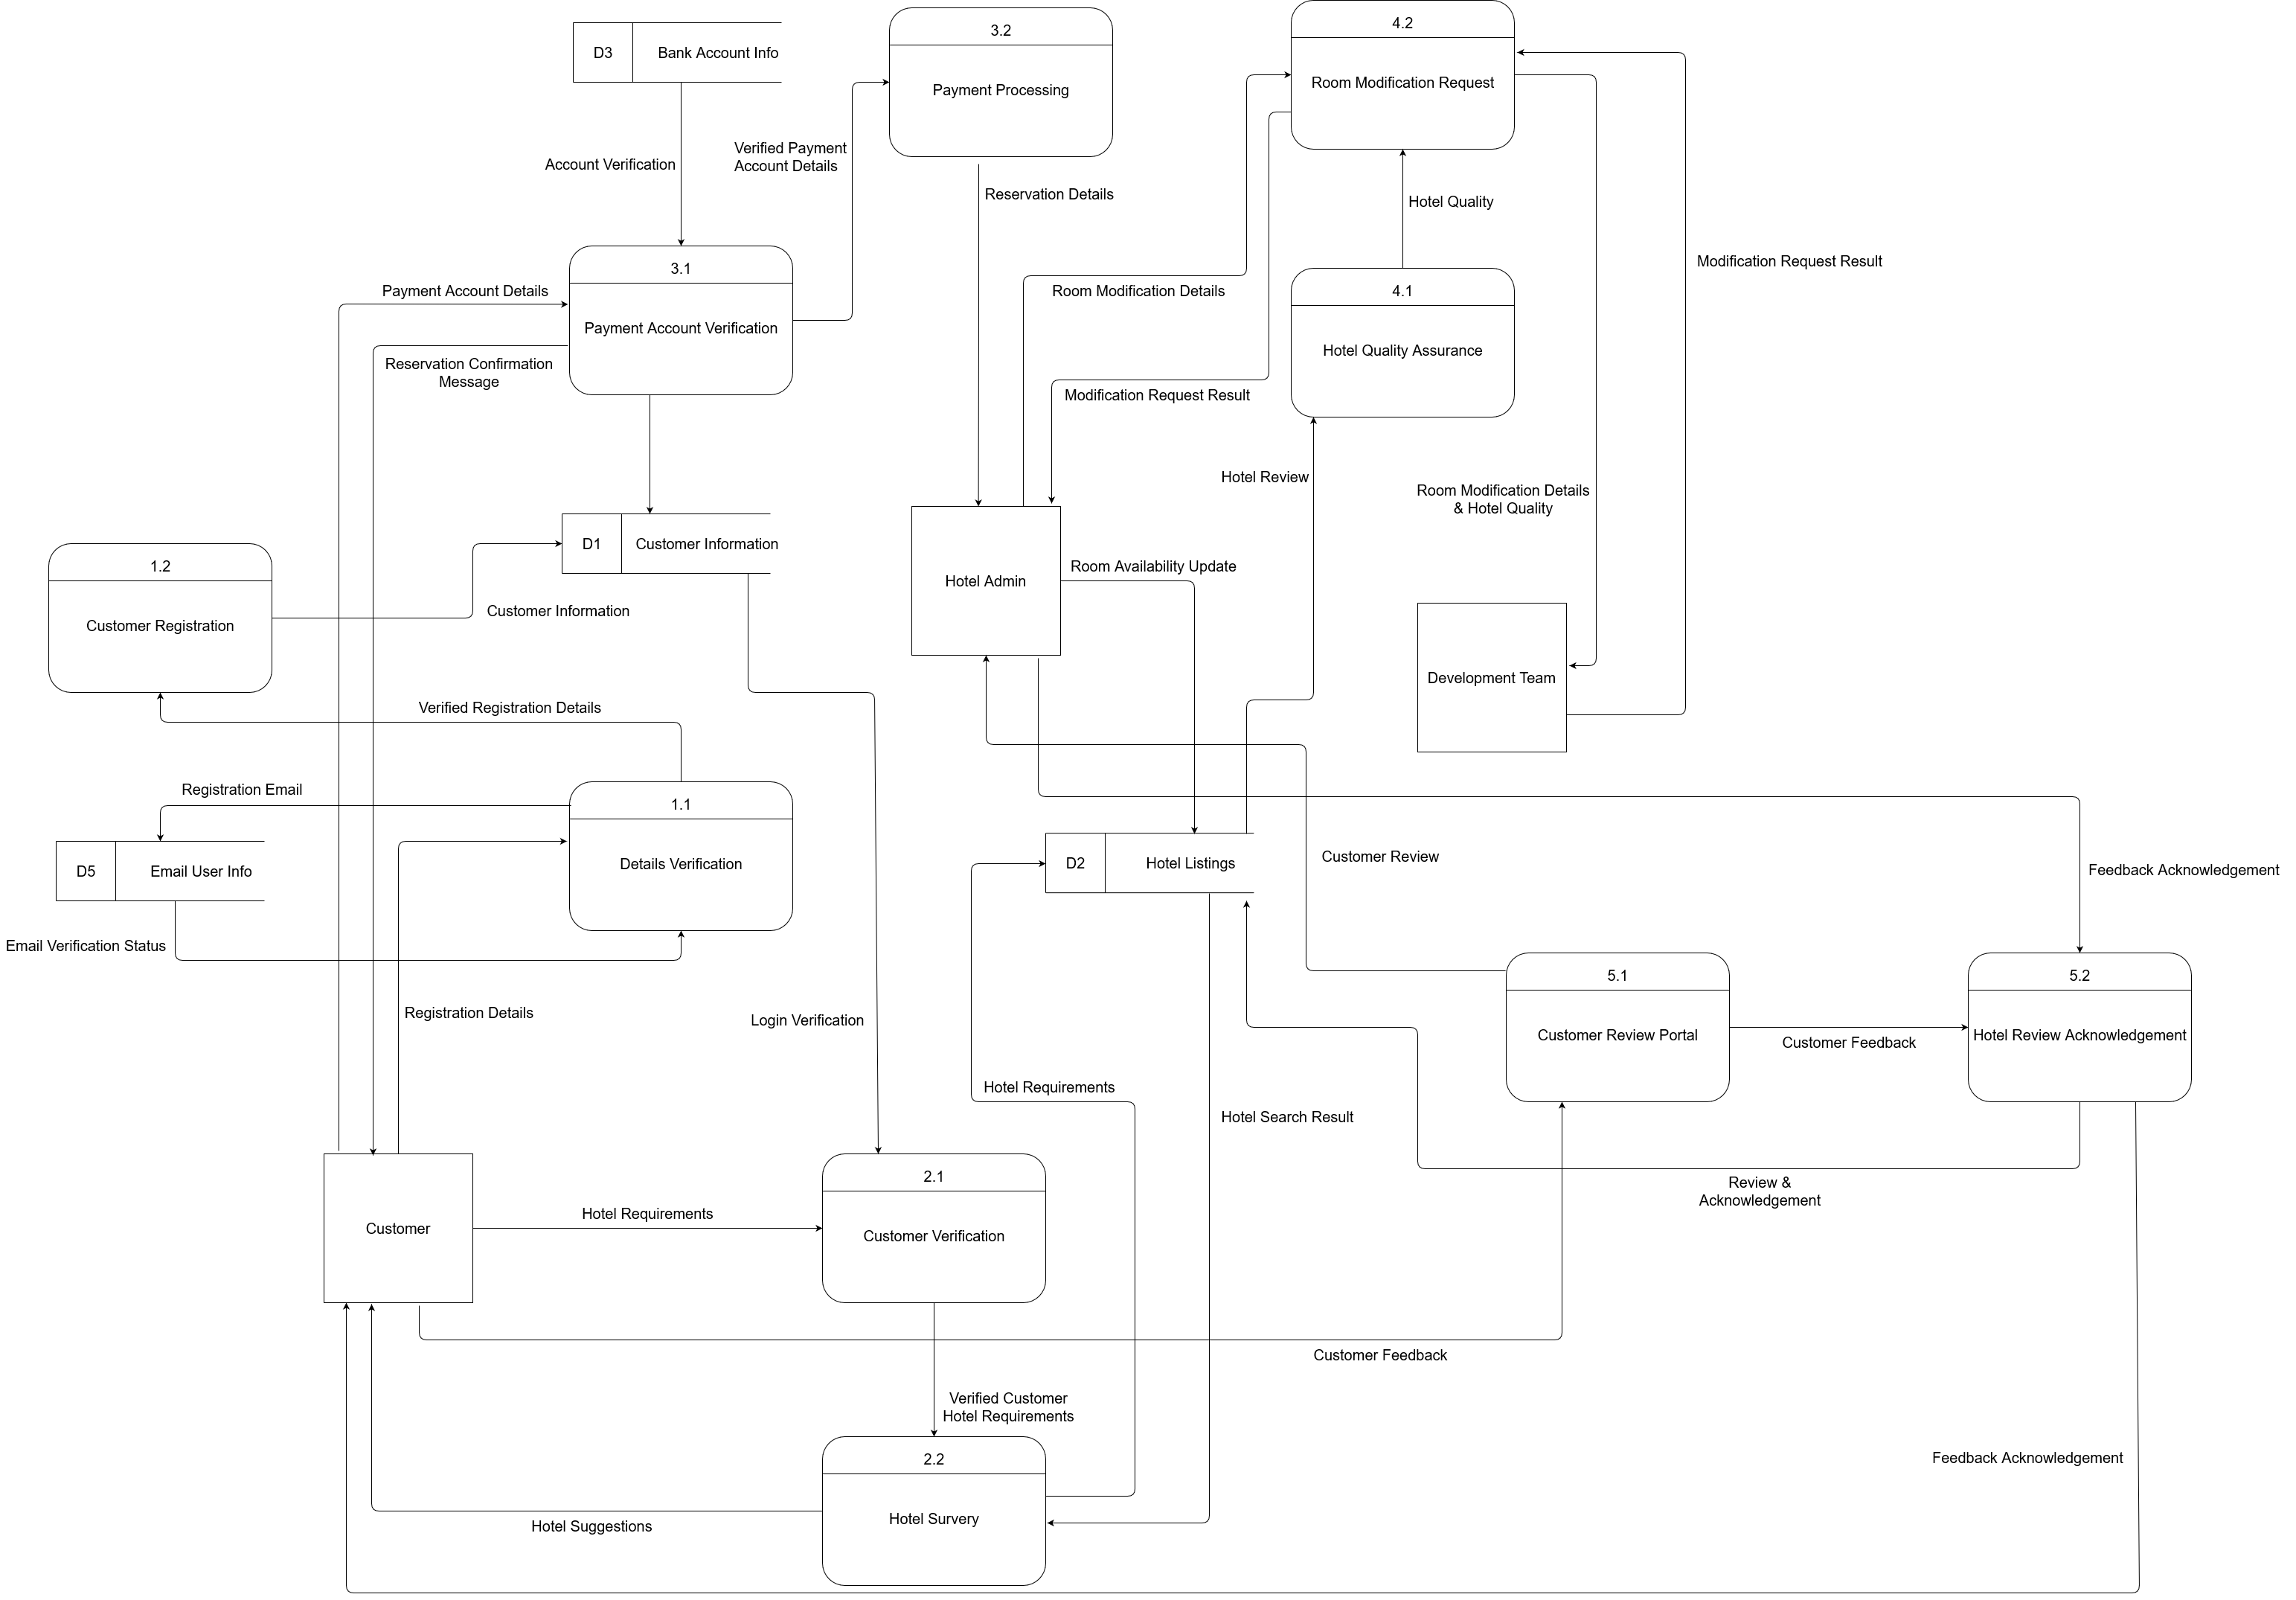 4.2
3.2
D3
Bank Account Info
Room Modification Request
Payment Processing
Verified Payment
Account Details
Account Verification
Reservation Details
Hotel Quality
Modification Request Result
3.1
Payment Account Details
Room Modification Details
4.1
Payment Account Verification
Hotel Quality Assurance
Reservation Confirmation
Message
Modification Request Result
Hotel Review
Room Modification Details
& Hotel Quality
D1
Customer Information
1.2
Room Availability Update
Hotel Admin
Customer Information
Customer Registration
Development Team
Verified Registration Details
Registration Email
1.1
Customer Review
Details Verification
D2
Hotel Listings
D5
Email User Info
Feedback Acknowledgement
Email Verification Status
5.1
5.2
Registration Details
Login Verification
Customer Review Portal
Hotel Review Acknowledgement
Customer Feedback
Hotel Requirements
Hotel Search Result
2.1
Review &
Acknowledgement
Hotel Requirements
Customer
Customer Verification
Customer Feedback
Verified Customer
Hotel Requirements
2.2
Feedback Acknowledgement
Hotel Survery
Hotel Suggestions